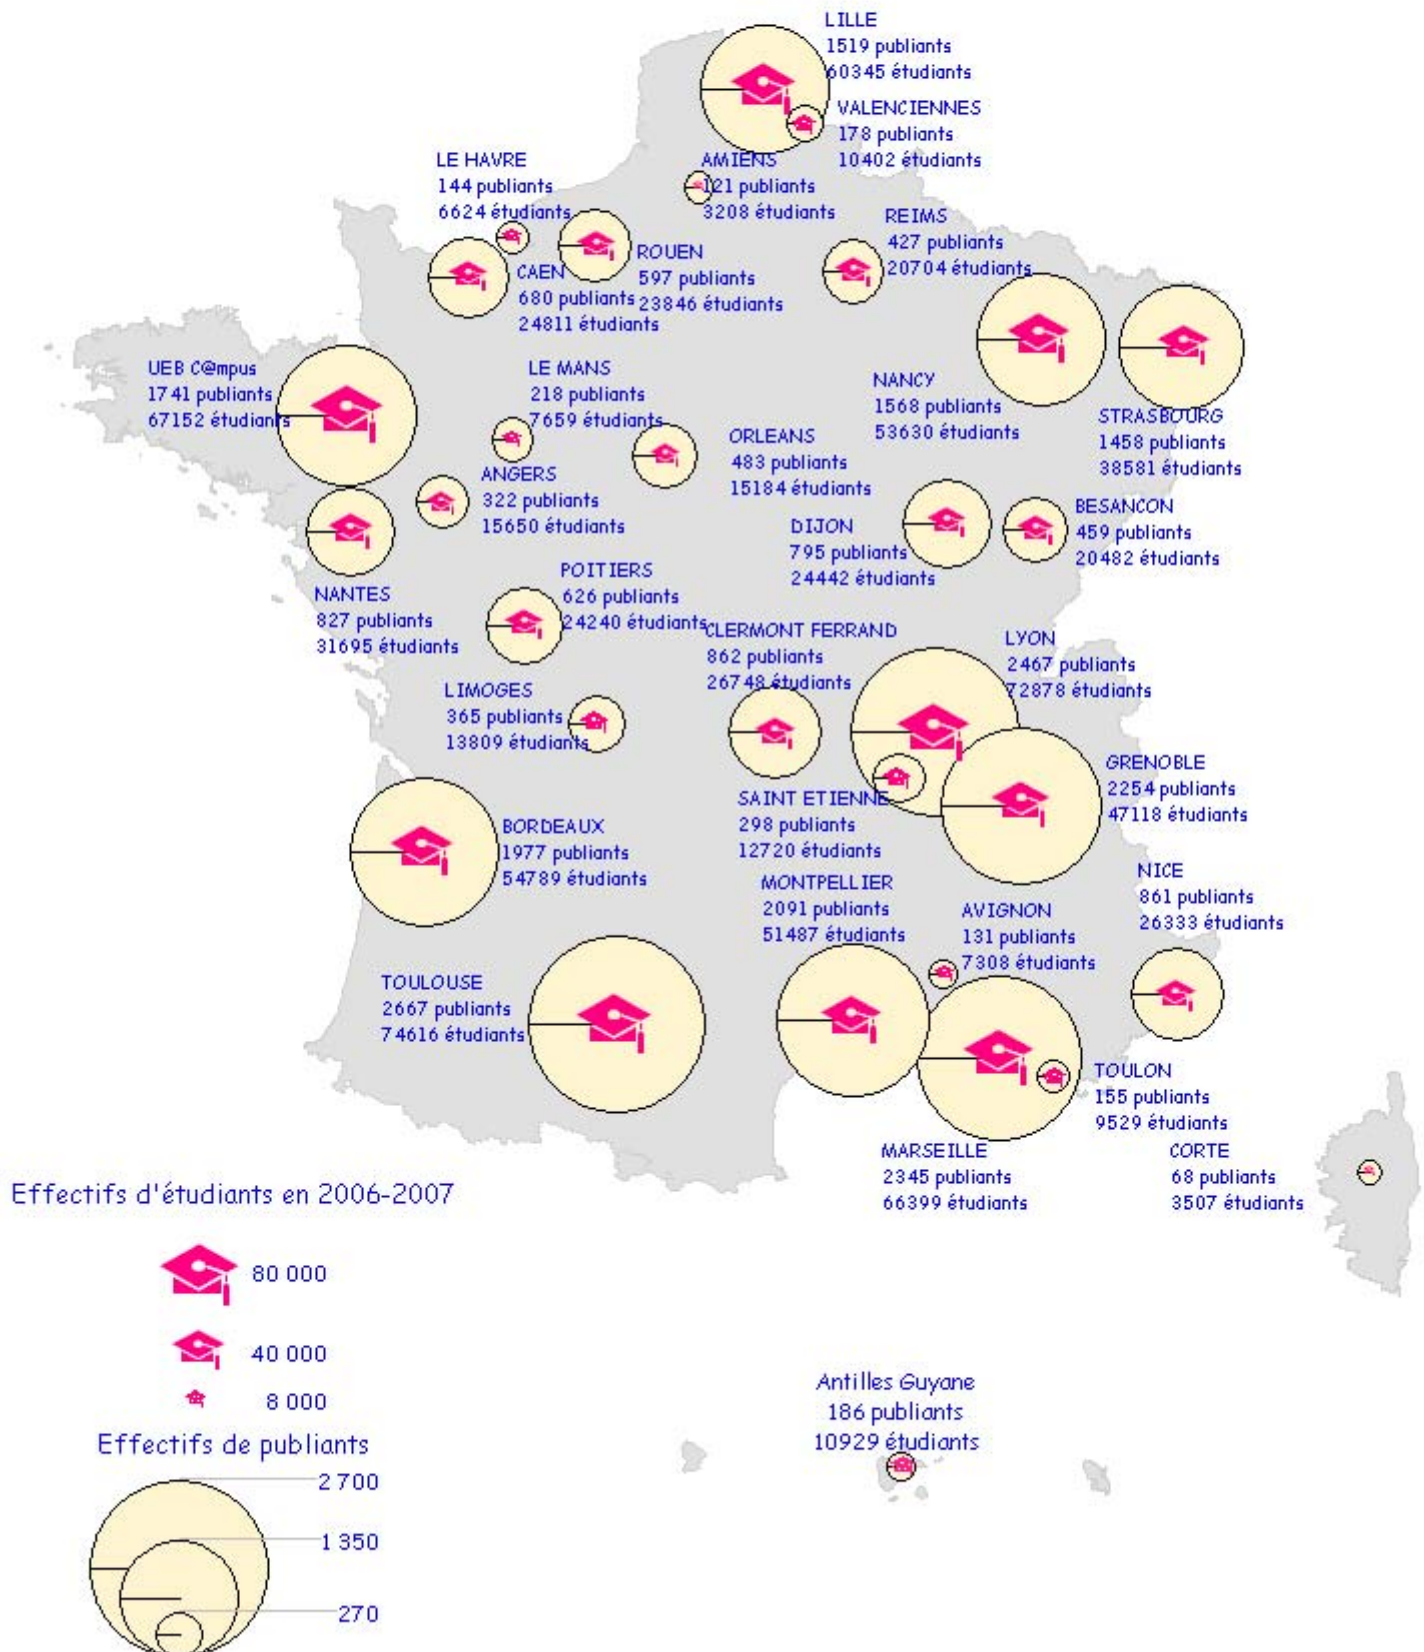 LILLE
1519 publiants
60345 étudiants
VALENCIENNES
178 publiants
10402 étudiants
LE HAVRE
144 publiants
6624 étudiants
AMIENS
121 publiants
3208 étudiants
REIMS
427 publiants
20704 étudiants
ROUEN
597 publiants
23846 étudiants
CAEN
680 publiants
24811 étudiants
UEB C@mpus
1741 publiants
67152 étudiants
LE MANS
218 publiants
7659 étudiants
NANCY
1568 publiants
53630 étudiants
STRASBOURG
1458 publiants
38581 étudiants
ORLEANS
483 publiants
15184 étudiants
ANGERS
322 publiants
15650 étudiants
BESANCON
459 publiants
20482 étudiants
DIJON
795 publiants
24442 étudiants
POITIERS
626 publiants
24240 étudiants
NANTES
827 publiants
31695 étudiants
CLERMONT FERRAND
862 publiants
26748 étudiants
LYON
2467 publiants
72878 étudiants
LIMOGES
365 publiants
13809 étudiants
GRENOBLE
2254 publiants
47118 étudiants
SAINT ETIENNE
298 publiants
12720 étudiants
BORDEAUX
1977 publiants
54789 étudiants
NICE
861 publiants
26333 étudiants
MONTPELLIER
2091 publiants
51487 étudiants
AVIGNON
131 publiants
7308 étudiants
TOULOUSE
2667 publiants
74616 étudiants
TOULON
155 publiants
9529 étudiants
MARSEILLE
2345 publiants
66399 étudiants
CORTE
68 publiants
3507 étudiants
Effectifs d'étudiants en 2006-2007
80 000
40 000
8 000
Effectifs de publiants
2 700
1 350
270
Antilles Guyane
186 publiants
10929 étudiants